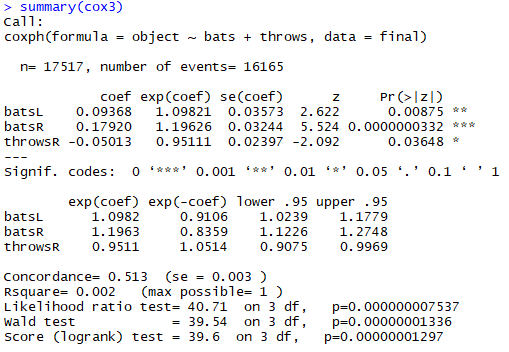 > summary(cox3)
Call:
coxph(formula = object ~ bats + throws, data = final)
n= 17517, number of events= 16165
coef exp(coef) se(coef) z Pr(>|z|)
batsL 0.09368 1.09821 0.03573 2.622 0.00875 **
batsR 0.17920 1.19626 0.03244 5.524 0.0000000332 ***
throwsR -0.05013 0.95111 0.02397 -2.092 0.03648 *
---
Signif. codes: 0 ‘***’ 0.001 ‘**’ 0.01 ‘*’ 0.05 ‘.’ 0.1 ‘ ’ 1
exp(coef) exp(-coef) lower .95 upper .95
batsL 1.0982 0.9106 1.0239 1.1779
batsR 1.1963 0.8359 1.1226 1.2748
throwsR 0.9511 1.0514 0.9075 0.9969
Concordance= 0.513 (se = 0.003 )
Rsquare= 0.002 (max possible= 1 )
Likelihood ratio test= 40.71 on 3 df, p=0.000000007537
Wald test = 39.54 on 3 df, p=0.00000001336
Score (logrank) test = 39.6 on 3 df, p=0.00000001297